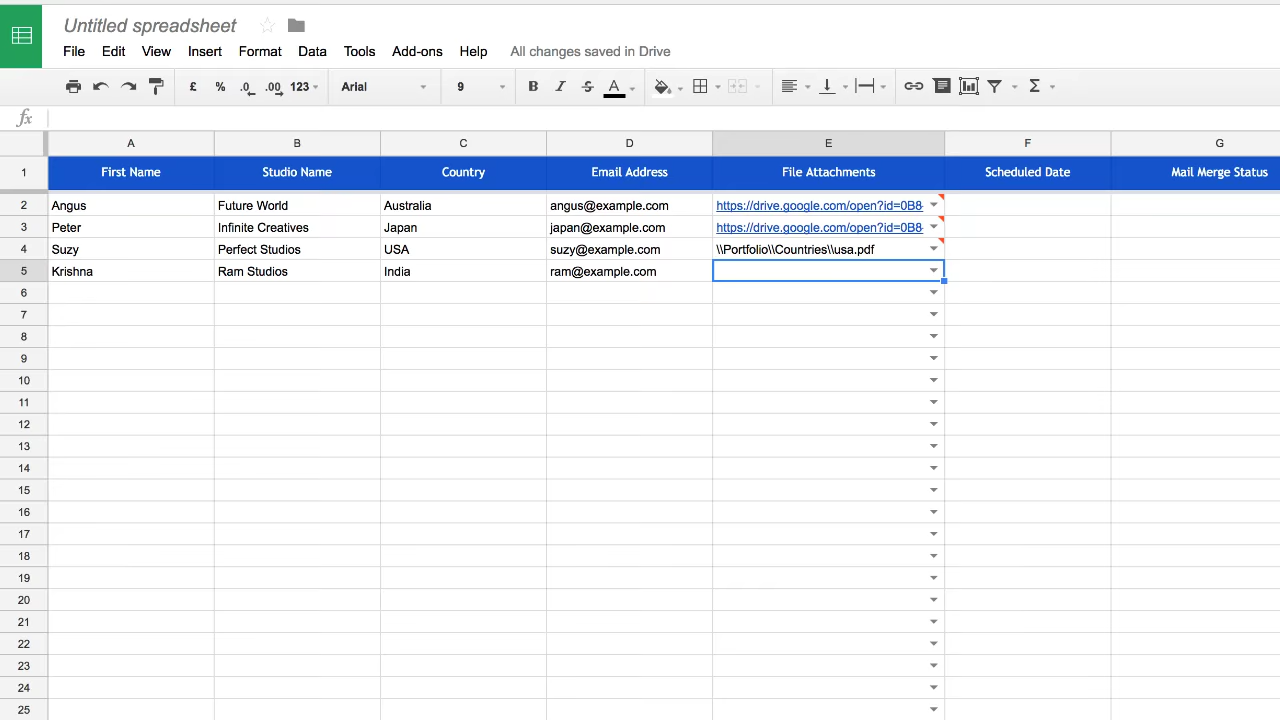 Untitled spreadsheet
File Edit View Insert Format Data Tools Add-ons Help All changes saved in Drive
£ % .0 .00 123 Arial 9 B I S A Σ
fx
A B C D E F G
1 First Name Studio Name Country Email Address File Attachments Scheduled Date Mail Merge Status
2 Angus Future World Australia angus@example.com https://drive.google.com/open?id=0B8
3 Peter Infinite Creatives Japan japan@example.com https://drive.google.com/open?id=0B8
4 Suzy Perfect Studios USA suzy@example.com \\Portfolio\\Countries\\usa.pdf
5 Krishna Ram Studios India ram@example.com
6
7
8
9
10
11
12
13
14
15
16
17
18
19
20
21
22
23
24
25